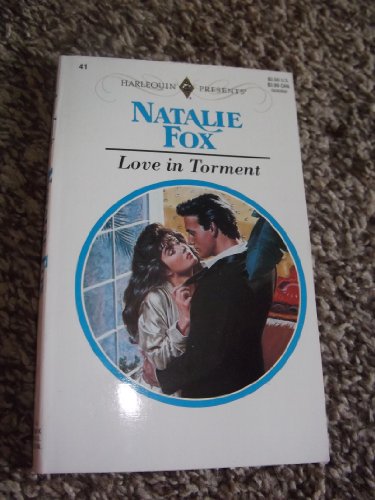 41
HARLEQUIN PRESENTS®
NATALIE
FOX
Love in Torment